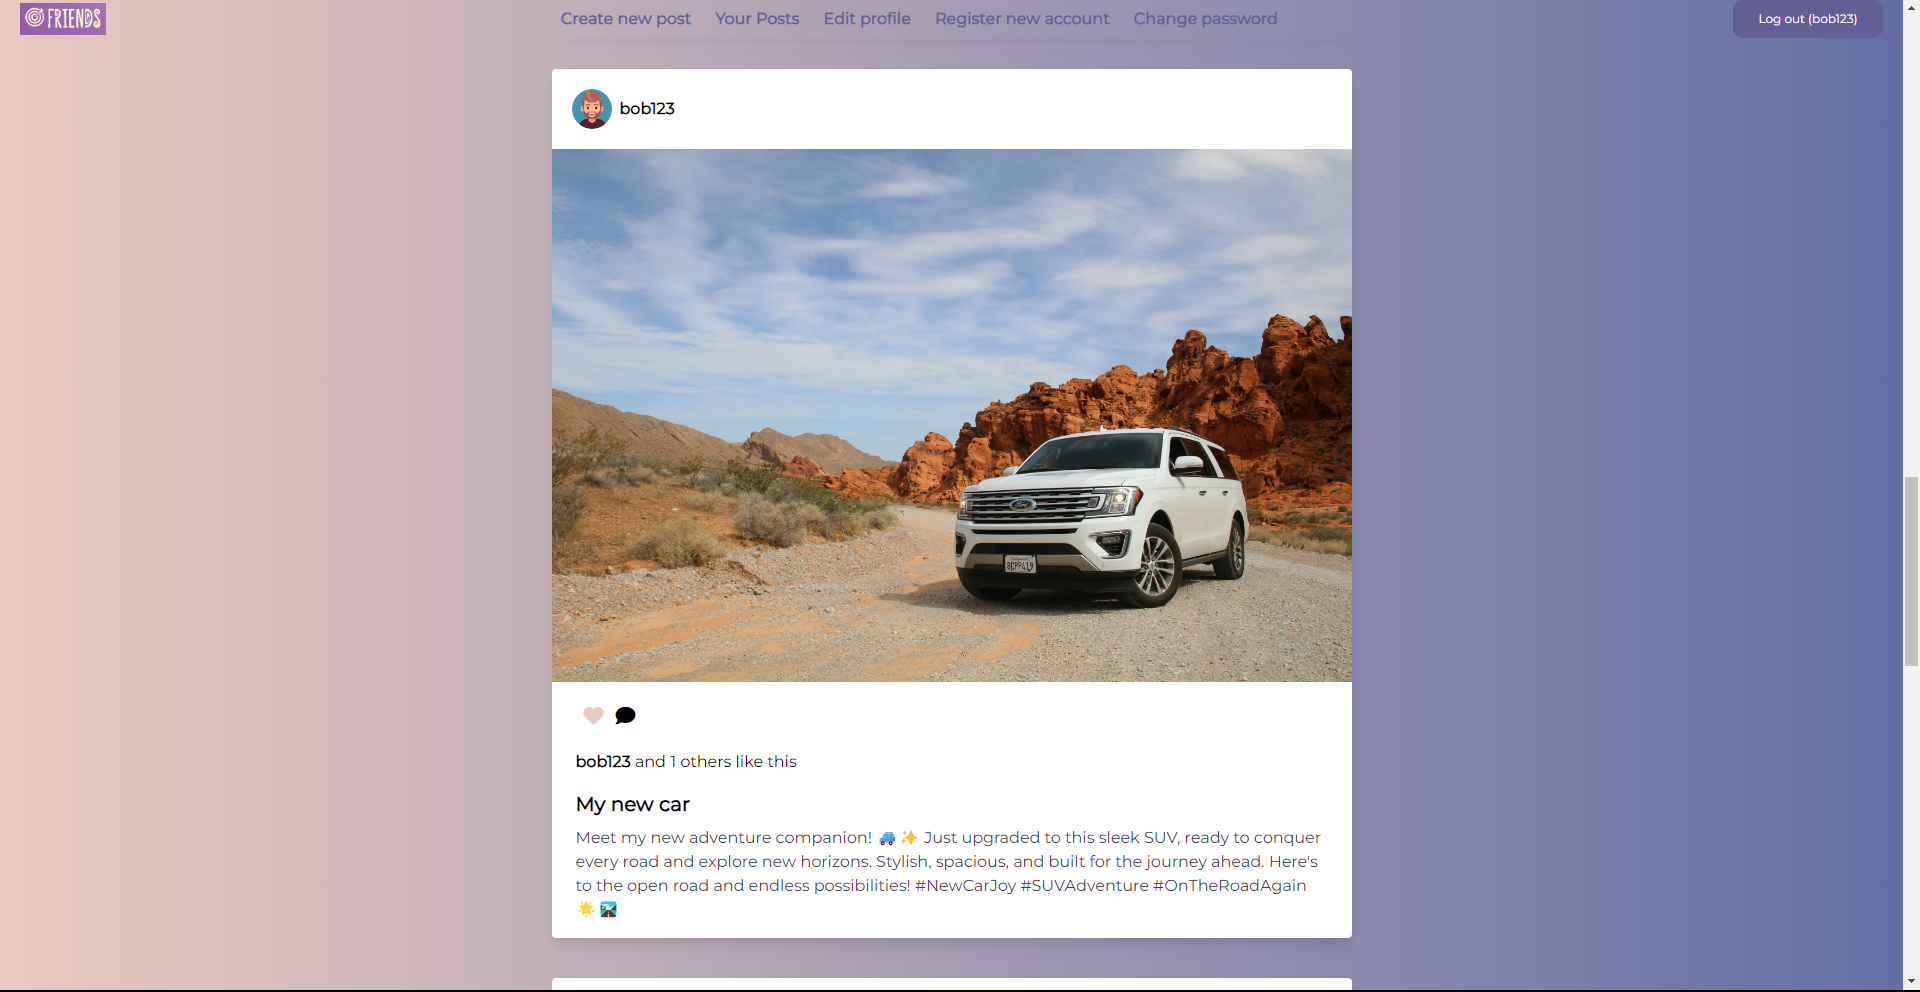 FRIENDS
Create new post Your Posts Edit profile Register new account Change password
Log out (bob123)
bob123
Ford
8EPP419
bob123 and 1 others like this
My new car
Meet my new adventure companion! 🚙✨ Just upgraded to this sleek SUV, ready to conquer
every road and explore new horizons. Stylish, spacious, and built for the journey ahead. Here's
to the open road and endless possibilities! #NewCarJoy #SUVAdventure #OnTheRoadAgain
🌟🏞️